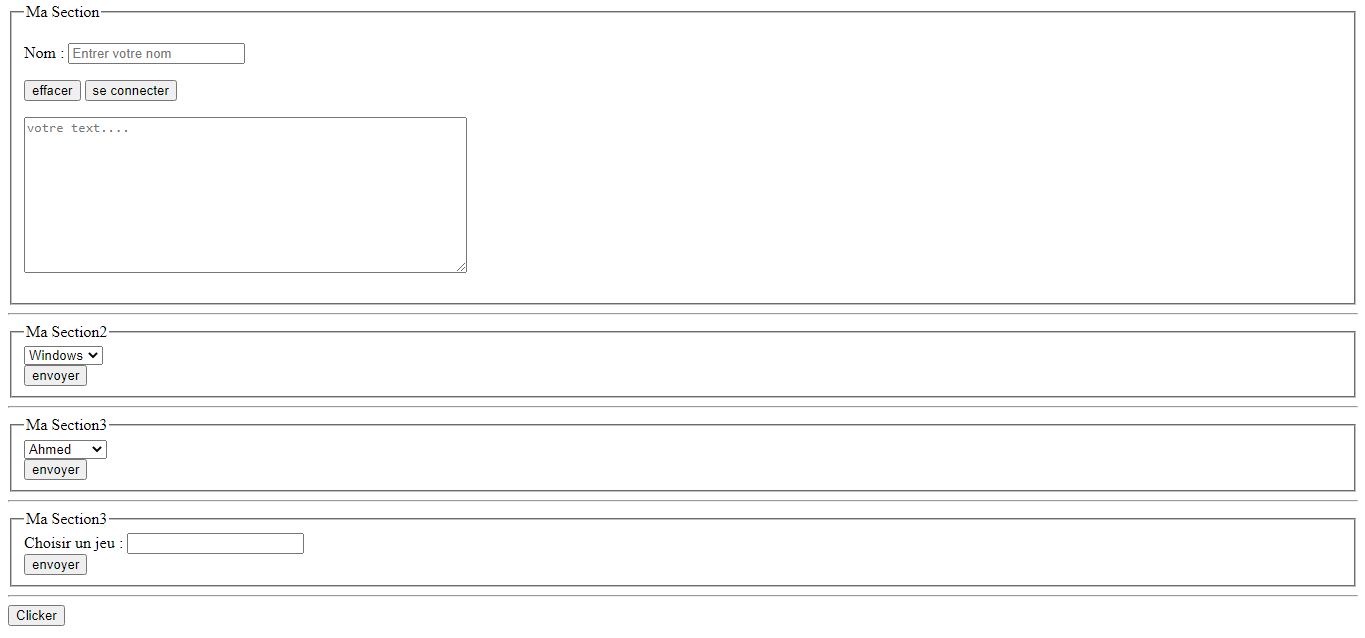 Ma Section
Nom : Entrer votre nom
effacer se connecter
votre text....
Ma Section2
Windows
envoyer
Ma Section3
Ahmed
envoyer
Ma Section3
Choisir un jeu :
envoyer
Clicker